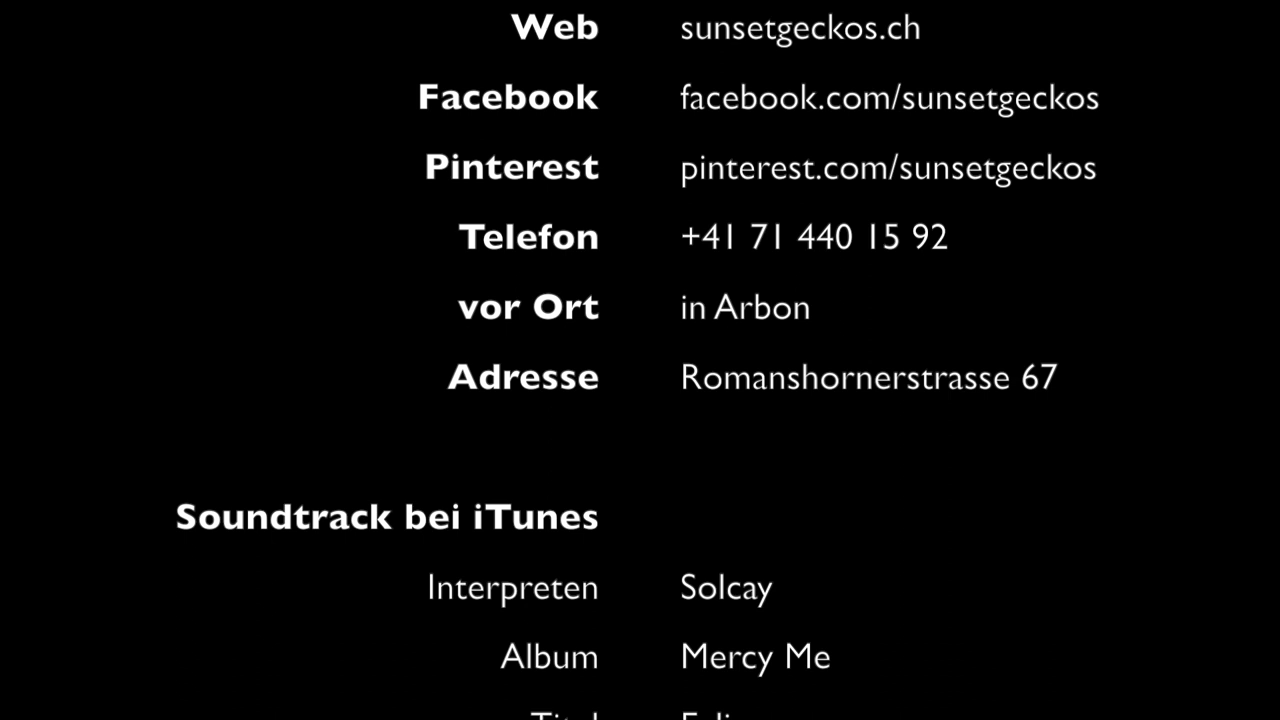 Web sunsetgeckos.ch
Facebook facebook.com/sunsetgeckos
Pinterest pinterest.com/sunsetgeckos
Telefon +41 71 440 15 92
vor Ort in Arbon
Adresse Romanshornerstrasse 67
Soundtrack bei iTunes
Interpreten Solcay
Album Mercy Me
Titel